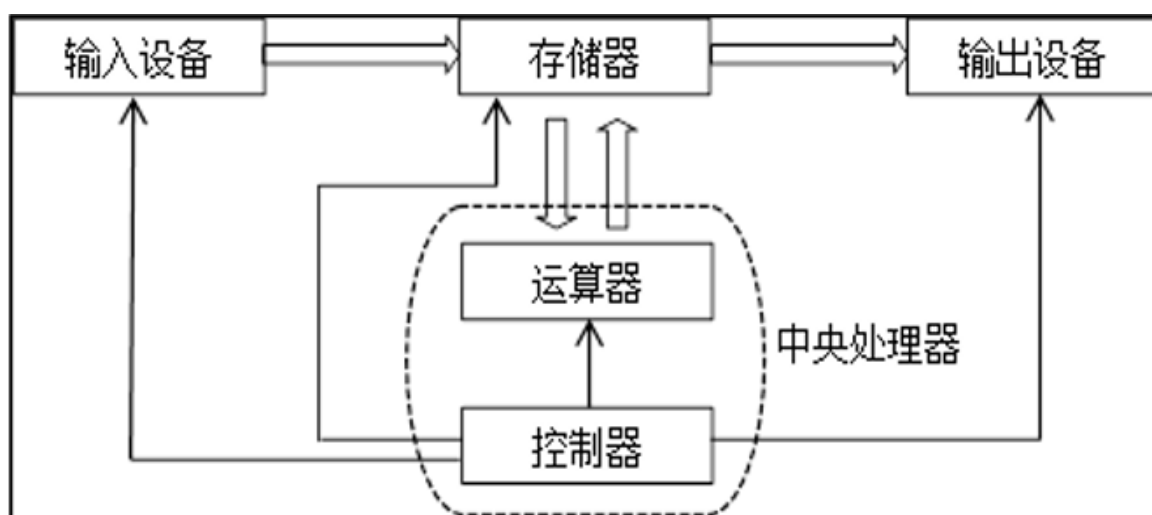 输入设备
存储器
输出设备
运算器
中央处理器
控制器